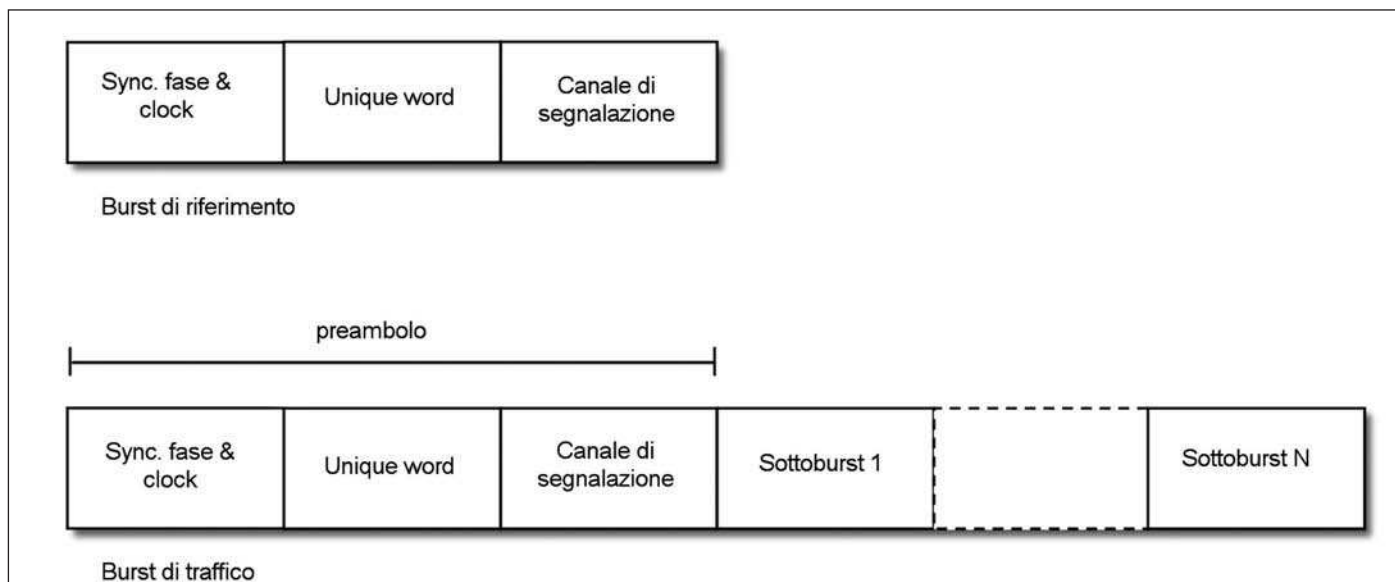 Sync. fase &
clock
Unique word
Canale di
segnalazione
Burst di riferimento
preambolo
Sync. fase &
clock
Unique word
Canale di
segnalazione
Sottoburst 1
Sottoburst N
Burst di traffico